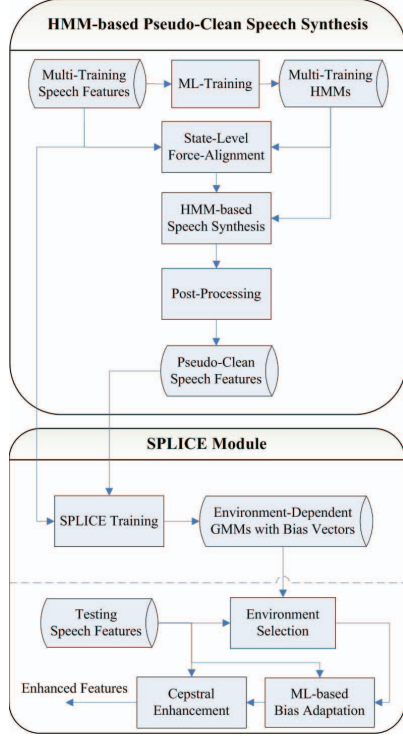 HMM-based Pseudo-Clean Speech Synthesis
Multi-Training
Speech Features
ML-Training
Multi-Training
HMMs
State-Level
Force-Alignment
HMM-based
Speech Synthesis
Post-Processing
Pseudo-Clean
Speech Features
SPLICE Module
SPLICE Training
Environment-Dependent
GMMs with Bias Vectors
Testing
Speech Features
Environment
Selection
Enhanced Features
Cepstral
Enhancement
ML-based
Bias Adaptation